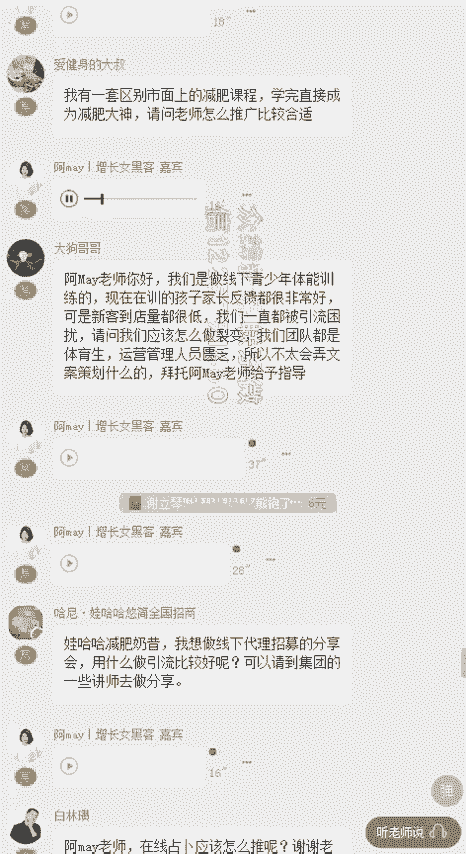 18″
爱健身的大叔
我有一套区别市面上的减肥课程，学完直接成
为减肥大神，请问老师怎么推广比较合适
阿may丨增长女黑客 嘉宾
大狗哥哥
阿May老师你好，我们是做线下青少年体能训
练的，现在在训的孩子家长反馈都很非常好，
可是新客到店量都很低，我们一直都被引流困
扰，请问我们应该怎么做裂变，我们团队都是
体育生，运营管理人员匮乏，所以不太会弄文
案策划什么的，拜托阿May老师给予指导
阿may丨增长女黑客 嘉宾
37″
谢立琴
6元
阿may丨增长女黑客 嘉宾
28″
哈尼·娃哈哈悠简全国招商
娃哈哈减肥奶昔，我想做线下代理招募的分享
会，用什么做引流比较好呢？可以请到集团的
一些讲师去做分享。
阿may丨增长女黑客 嘉宾
16″
弹
白林
听老师说
阿may老师，在线占卜应该怎么推呢？谢谢老